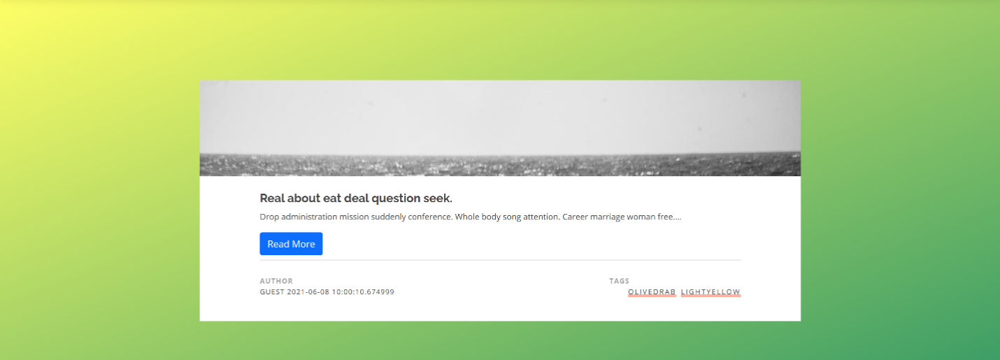 Real about eat deal question seek.
Drop administration mission suddenly conference. Whole body song attention. Career marriage woman free....
Read More
AUTHOR
GUEST 2021-06-08 10:00:10.674999
TAGS
OLIVEDRAB LIGHTYELLOW